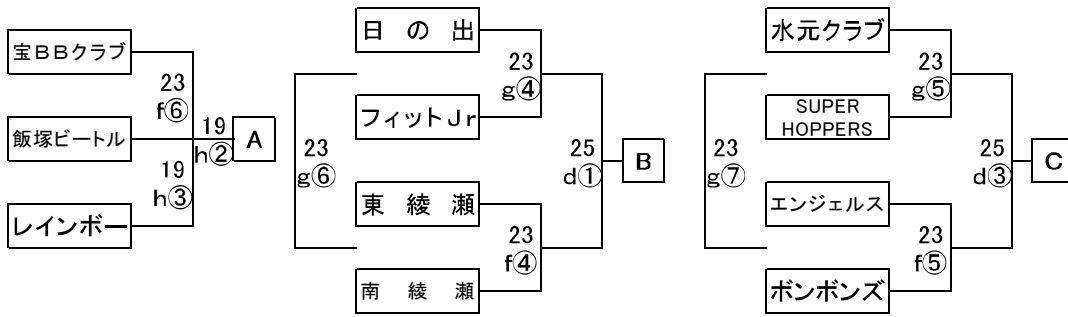 宝ＢＢクラブ
23
f⑥
飯塚ビートル
19
h②
A
19
h③
レインボー
日 の 出
23
g④
フィットＪｒ
23
g⑥
25
d①
B
東 綾 瀬
23
f④
南 綾 瀬
水元クラブ
23
g⑤
SUPER
HOPPERS
23
g⑦
25
d③
C
エンジェルス
23
f⑤
ボンボンズ